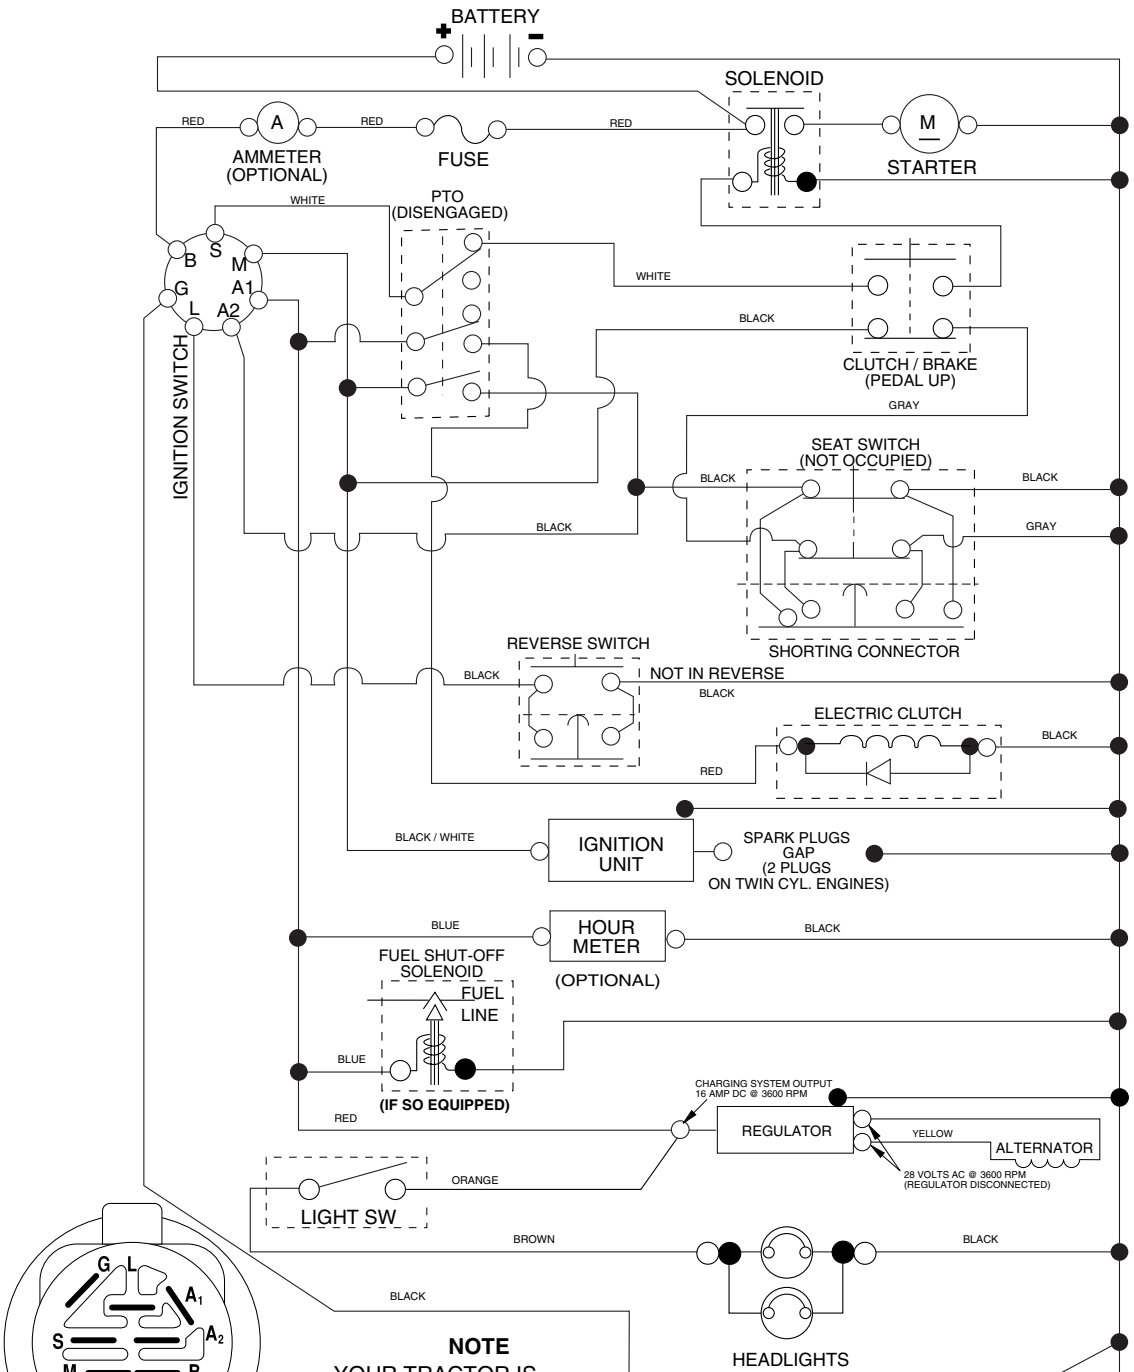 BATTERY
+
−
SOLENOID
RED
A
RED
RED
M
AMMETER
(OPTIONAL)
FUSE
STARTER
PTO
(DISENGAGED)
WHITE
S
B
M
G
A1
L
A2
WHITE
BLACK
IGNITION SWITCH
CLUTCH / BRAKE
(PEDAL UP)
GRAY
SEAT SWITCH
(NOT OCCUPIED)
BLACK
BLACK
BLACK
GRAY
REVERSE SWITCH
SHORTING CONNECTOR
BLACK
NOT IN REVERSE
BLACK
ELECTRIC CLUTCH
BLACK
RED
BLACK / WHITE
IGNITION
UNIT
SPARK PLUGS
GAP
(2 PLUGS
ON TWIN CYL. ENGINES)
BLUE
HOUR
METER
BLACK
(OPTIONAL)
FUEL SHUT-OFF
SOLENOID
FUEL
LINE
BLUE
(IF SO EQUIPPED)
CHARGING SYSTEM OUTPUT
16 AMP DC @ 3600 RPM
RED
REGULATOR
YELLOW
ALTERNATOR
28 VOLTS AC @ 3600 RPM
(REGULATOR DISCONNECTED)
ORANGE
LIGHT SW
BROWN
BLACK
G
L
A1
A2
S
M
B
BLACK
NOTE
YOUR TRACTOR IS
HEADLIGHTS